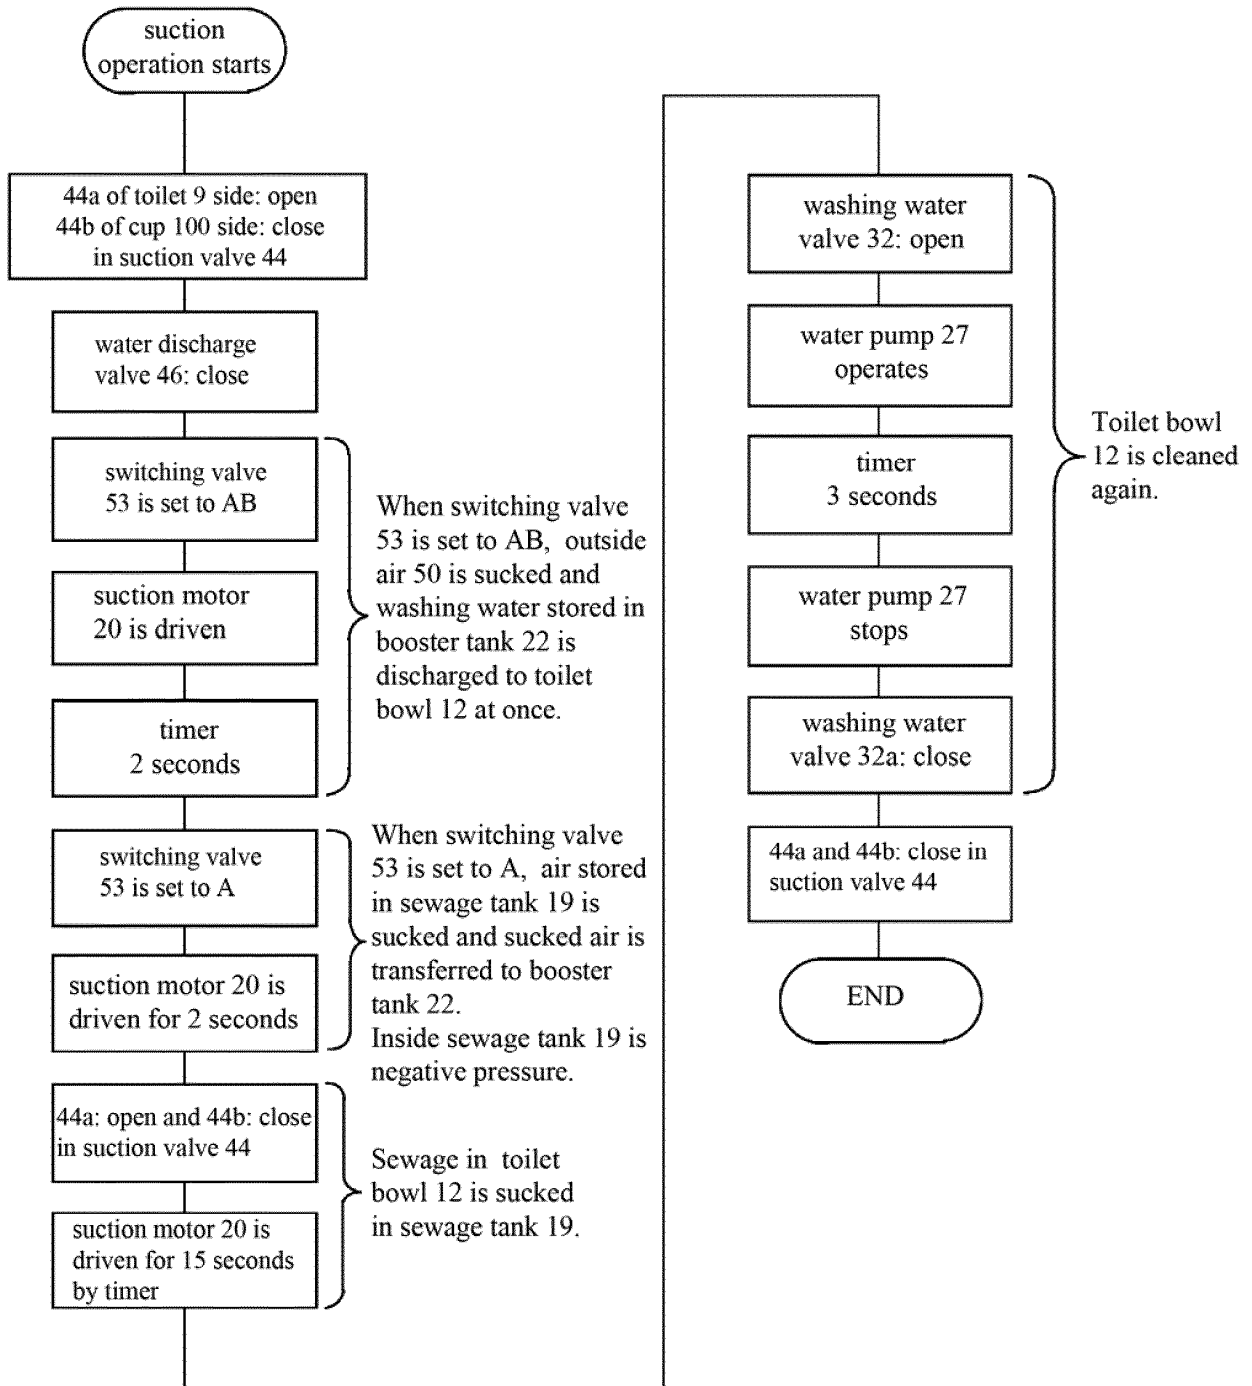 suction
operation starts
44a of toilet 9 side: open
44b of cup 100 side: close
in suction valve 44
water discharge
valve 46: close
switching valve
53 is set to AB
suction motor
20 is driven
timer
2 seconds
When switching valve
53 is set to AB, outside
air 50 is sucked and
washing water stored in
booster tank 22 is
discharged to toilet
bowl 12 at once.
switching valve
53 is set to A
suction motor 20 is
driven for 2 seconds
When switching valve
53 is set to A, air stored
in sewage tank 19 is
sucked and sucked air is
transferred to booster
tank 22.
Inside sewage tank 19 is
negative pressure.
44a: open and 44b: close
in suction valve 44
suction motor 20 is
driven for 15 seconds
by timer
Sewage in toilet
bowl 12 is sucked
in sewage tank 19.
washing water
valve 32: open
water pump 27
operates
timer
3 seconds
water pump 27
stops
washing water
valve 32a: close
Toilet bowl
12 is cleaned
again.
44a and 44b: close in
suction valve 44
END